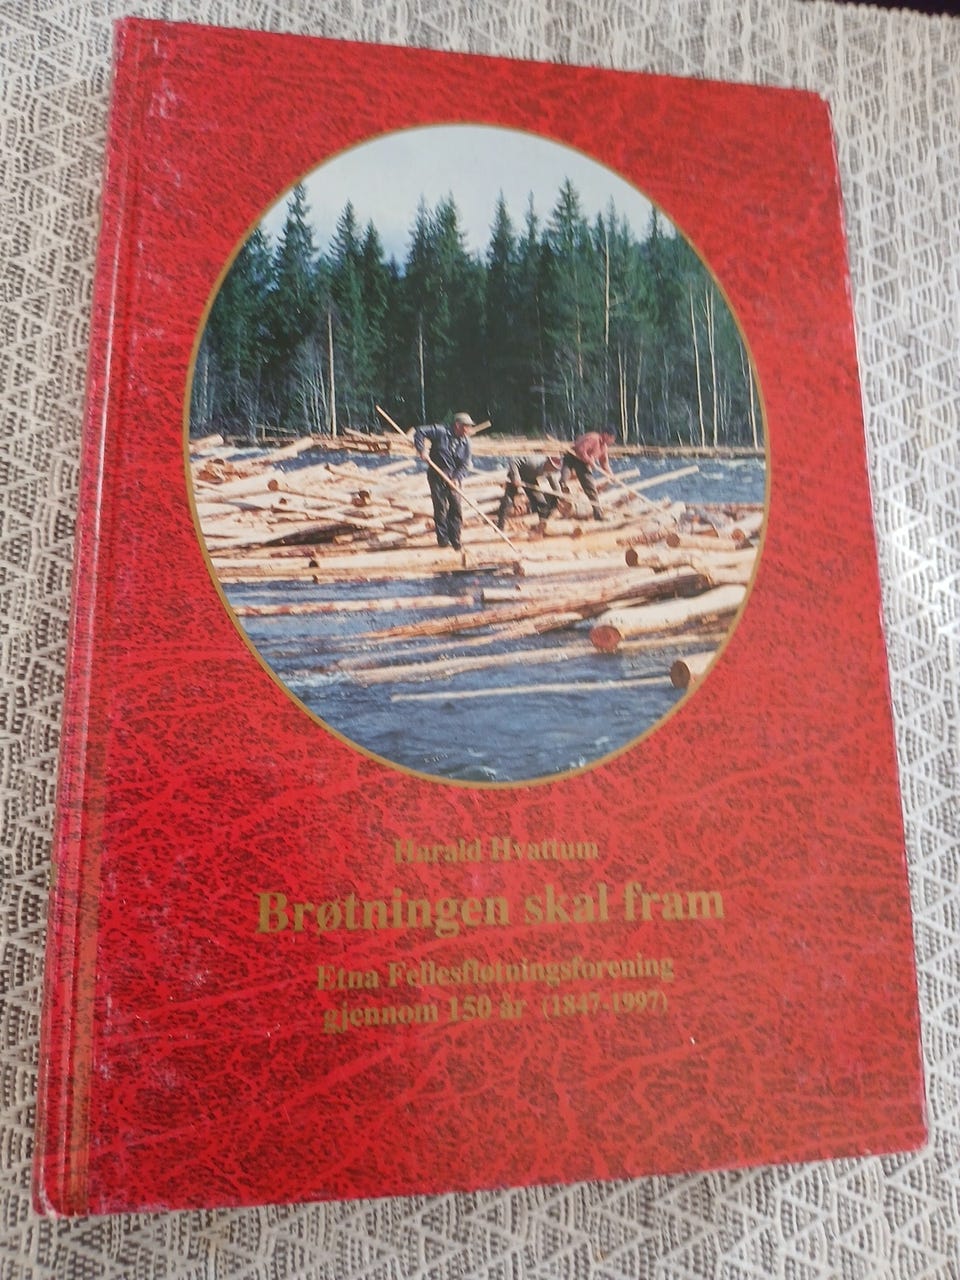 Harald Hvattum
Brøtningen skal fram
Etna Fellesfløtningsforening
gjennom 150 år (1847-1997)